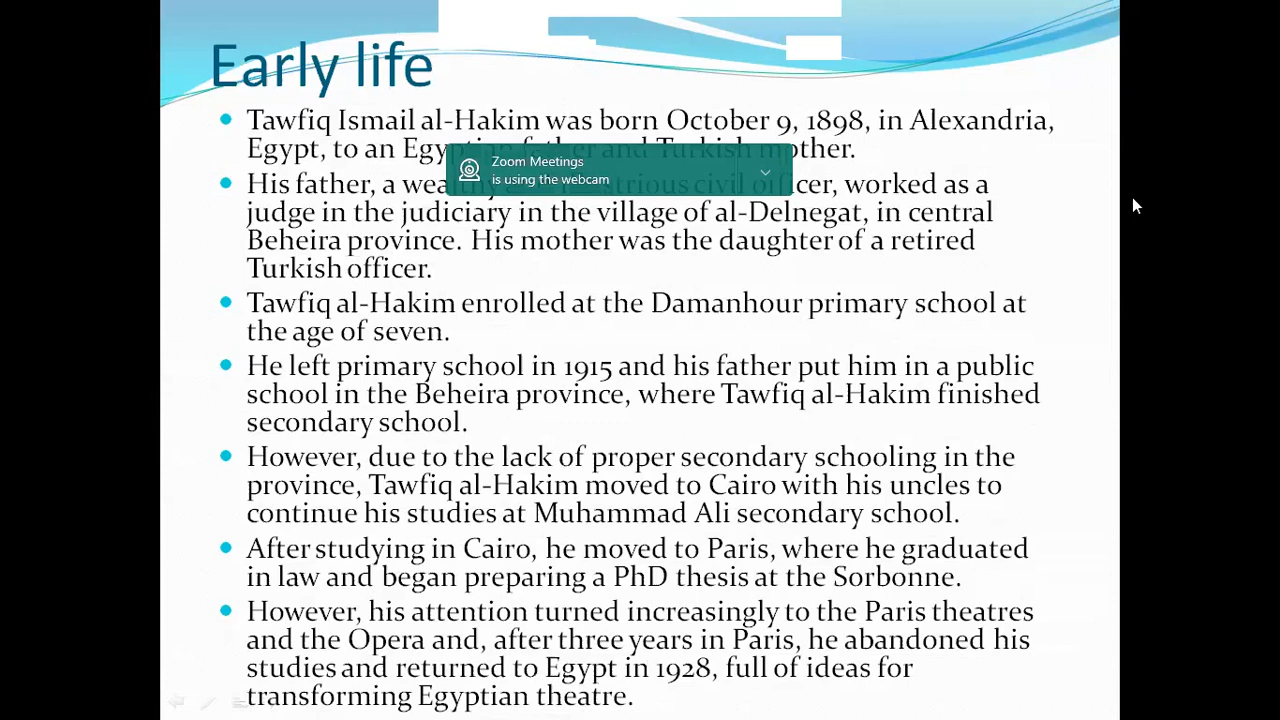 Early life
Tawfiq Ismail al-Hakim was born October 9, 1898, in Alexandria,
Egypt, to an Egyptian father and Turkish mother.
Zoom Meetings
is using the webcam
His father, a wealthy officer, worked as a
judge in the judiciary in the village of al-Delnegat, in central
Beheira province. His mother was the daughter of a retired
Turkish officer.
Tawfiq al-Hakim enrolled at the Damanhour primary school at
the age of seven.
He left primary school in 1915 and his father put him in a public
school in the Beheira province, where Tawfiq al-Hakim finished
secondary school.
However, due to the lack of proper secondary schooling in the
province, Tawfiq al-Hakim moved to Cairo with his uncles to
continue his studies at Muhammad Ali secondary school.
After studying in Cairo, he moved to Paris, where he graduated
in law and began preparing a PhD thesis at the Sorbonne.
However, his attention turned increasingly to the Paris theatres
and the Opera and, after three years in Paris, he abandoned his
studies and returned to Egypt in 1928, full of ideas for
transforming Egyptian theatre.